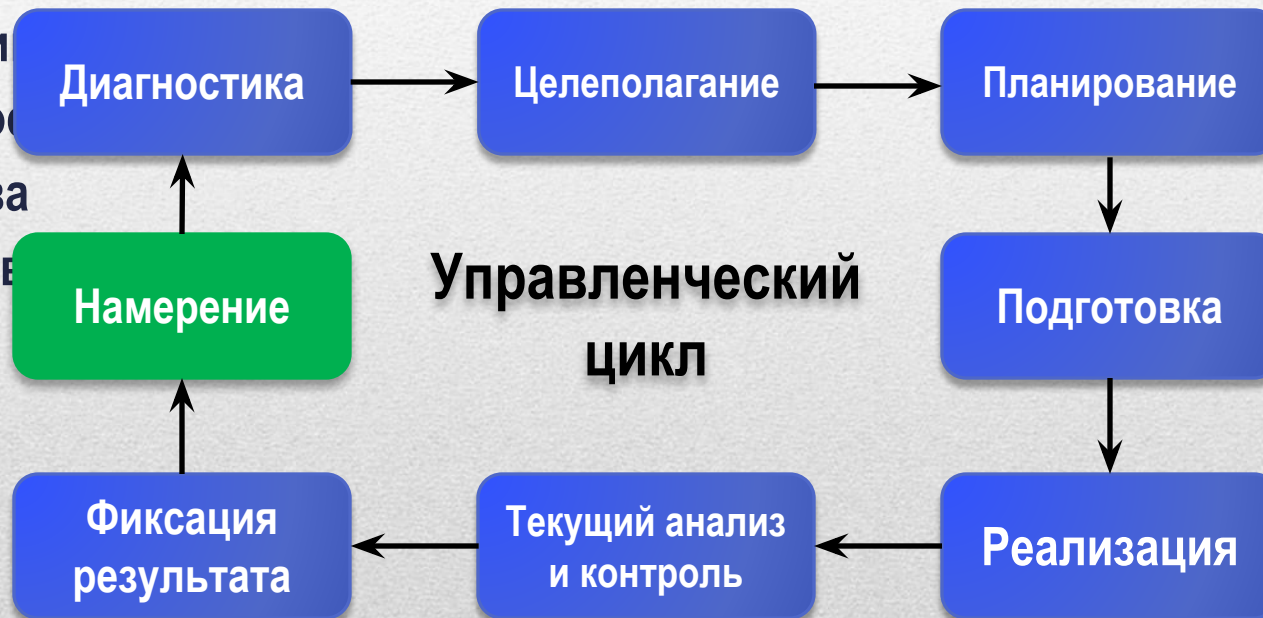 Диагностика
Целеполагание
Планирование
Намерение
Управленческий
цикл
Подготовка
Фиксация
результата
Текущий анализ
и контроль
Реализация